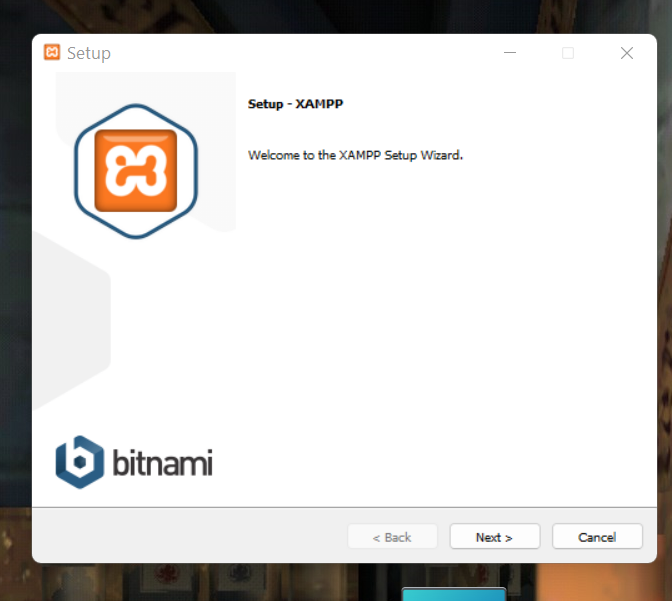 Setup
Setup - XAMPP
Welcome to the XAMPP Setup Wizard.
bitnami
< Back
Next >
Cancel